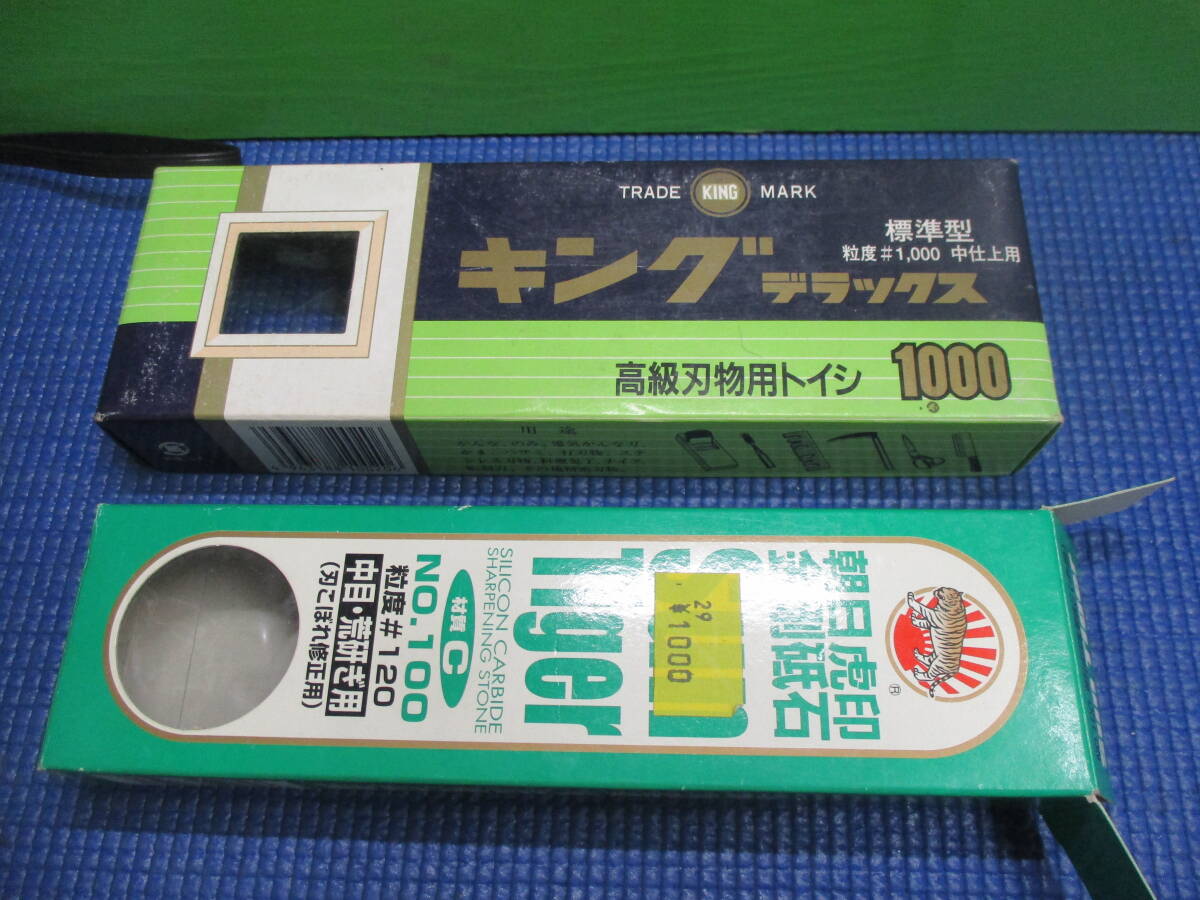 TRADE KING MARK
キング デラックス
標準型
粒度#1,000 中仕上用
高級刃物用トイシ
1000
用途
朝日虎印
金剛砥石
®
Tiger
29
¥1000
SILICON CARBIDE
SHARPENING STONE
材質 C
NO.100
粒度#120
中目・荒研ぎ用
(刃こぼれ修正用)